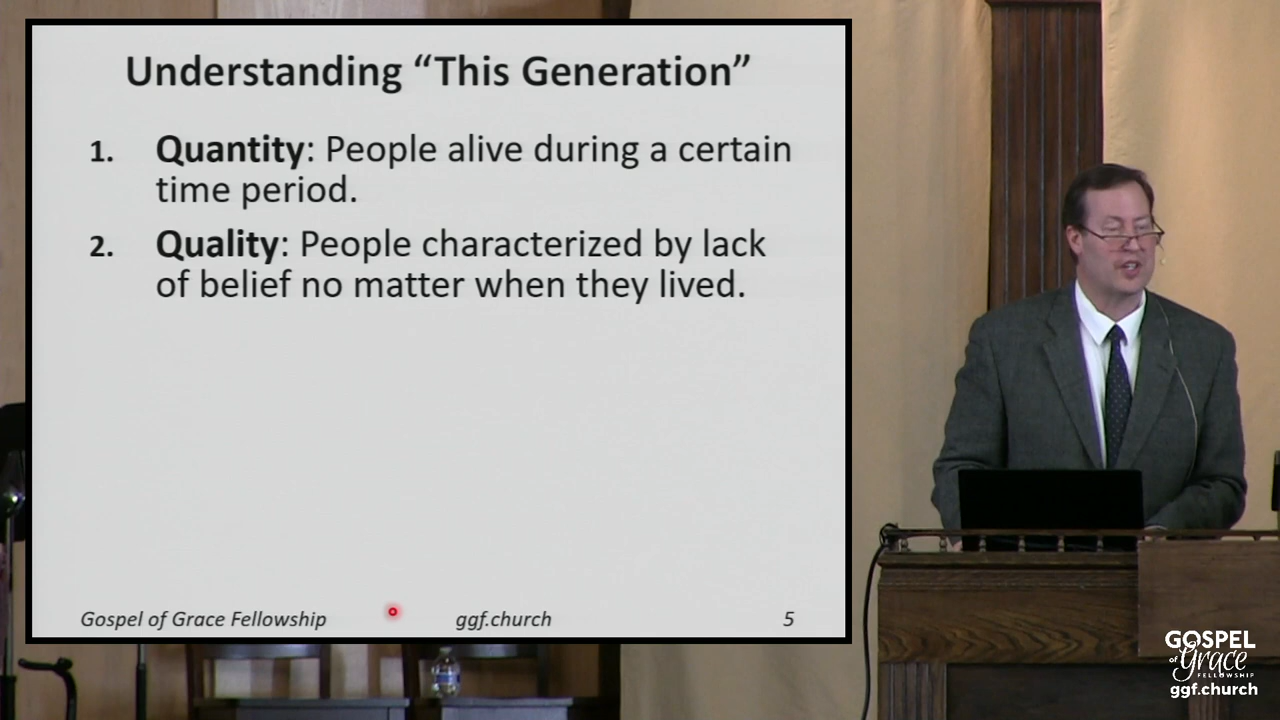 Understanding “This Generation”
1. Quantity: People alive during a certain
time period.
2. Quality: People characterized by lack
of belief no matter when they lived.
Gospel of Grace Fellowship ggf.church 5
GOSPEL
of Grace
FELLOWSHIP
ggf.church